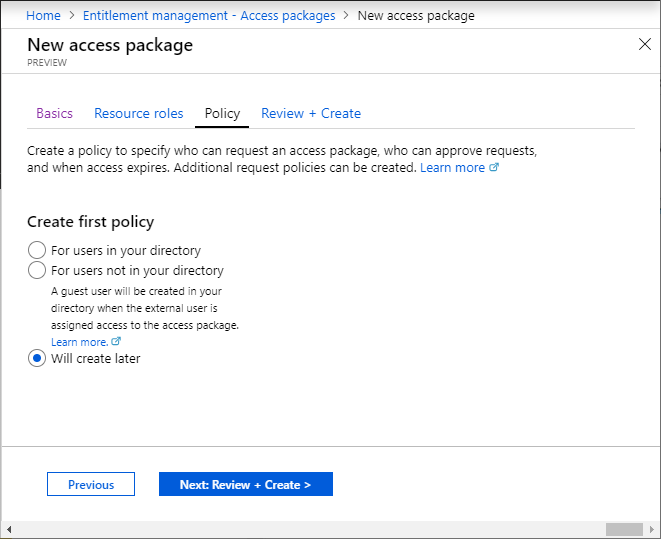 Home > Entitlement management - Access packages > New access package
New access package
PREVIEW
Basics Resource roles Policy Review + Create
Create a policy to specify who can request an access package, who can approve requests,
and when access expires. Additional request policies can be created. Learn more
Create first policy
For users in your directory
For users not in your directory
A guest user will be created in your
directory when the external user is
assigned access to the access package.
Learn more.
Will create later
Previous Next: Review + Create >